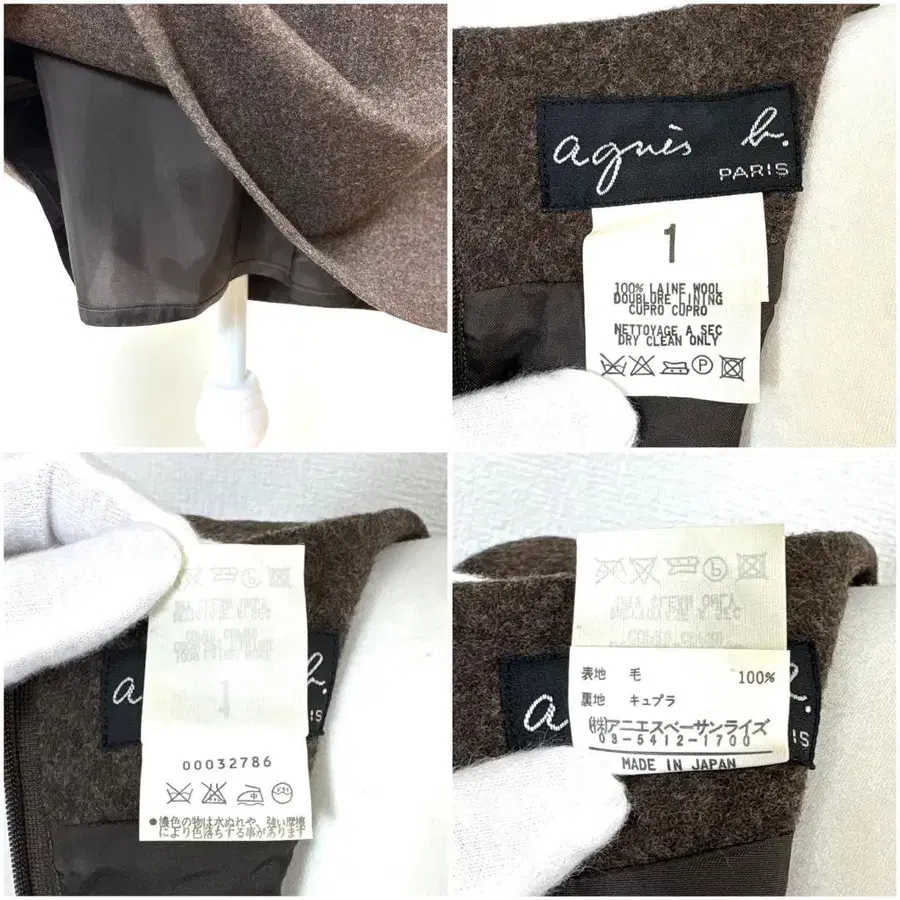 agnès b.
PARIS
1
100% LAINE WOOL
DOUBLURE LINING
CUPRO CUPRO
NETTOYAGE A SEC
DRY CLEAN ONLY
P
a b.
IS
00032786
●濃色の物は水ぬれや、強い摩擦
により色落ちする事があります
表地 毛 100%
裏地 キュプラ
㈱アニエスベーサンライズ
03-5412-1700
MADE IN JAPAN
a
IS